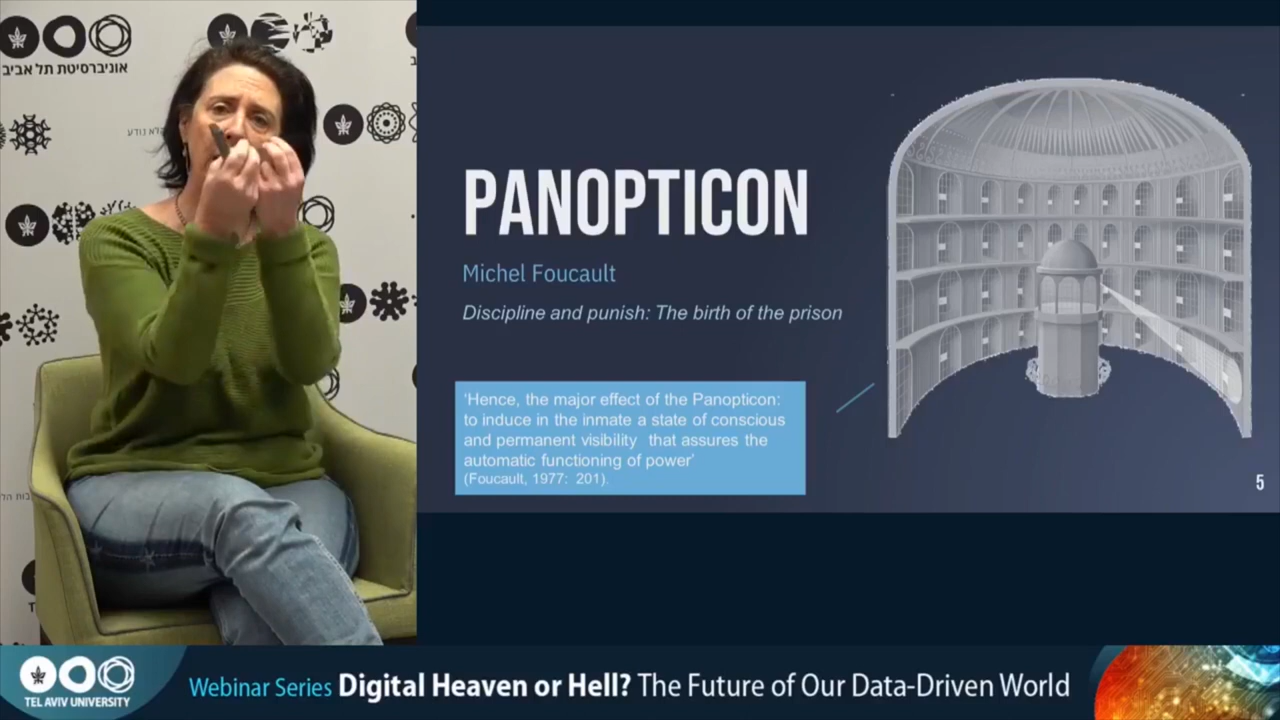 אוניברסיטת תל אביב
PANOPTICON
Michel Foucault
Discipline and punish: The birth of the prison
‘Hence, the major effect of the Panopticon:
to induce in the inmate a state of conscious
and permanent visibility that assures the
automatic functioning of power’
(Foucault, 1977: 201).
5
TEL AVIV UNIVERSITY
Webinar Series Digital Heaven or Hell? The Future of Our Data-Driven World